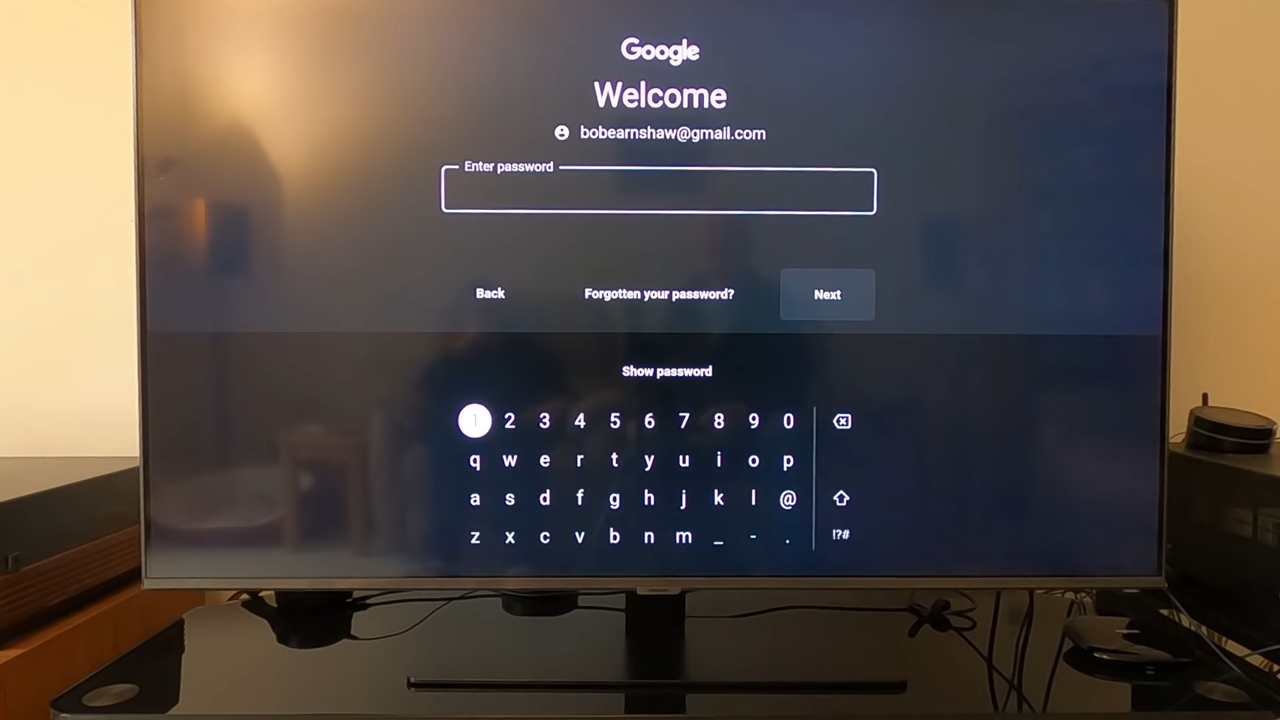 Google
Welcome
bobearnshaw@gmail.com
Enter password
Back Forgotten your password? Next
Show password
1 2 3 4 5 6 7 8 9 0
q w e r t y u i o p
a s d f g h j k l @
z x c v b n m _ - . !?#